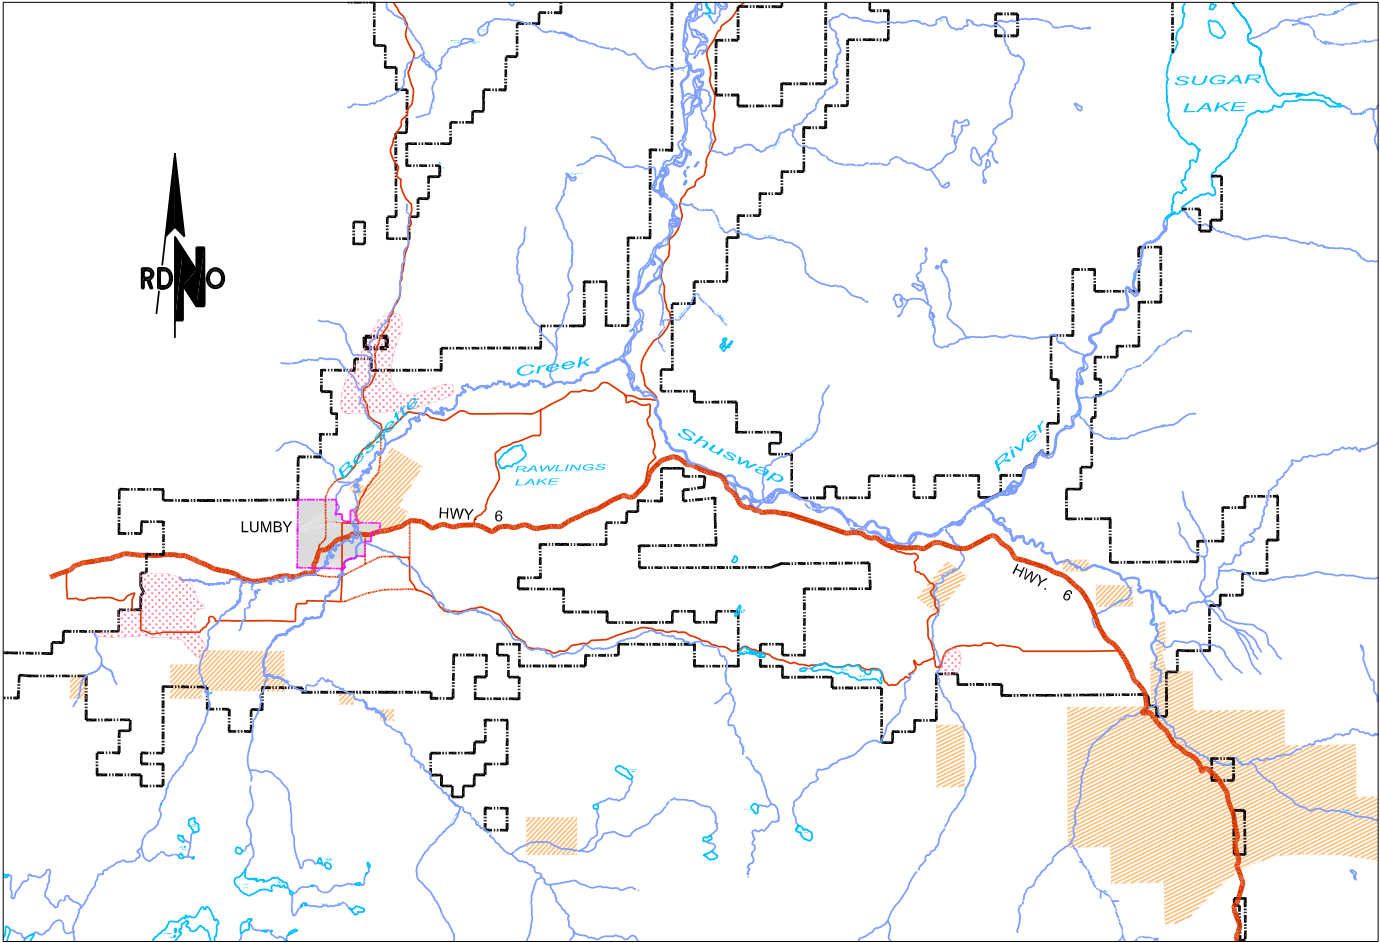 SUGAR
LAKE
RDNO
Creek
Bessette
Shuswap
River
RAWLINGS
LAKE
HWY 6
LUMBY
HWY. 6